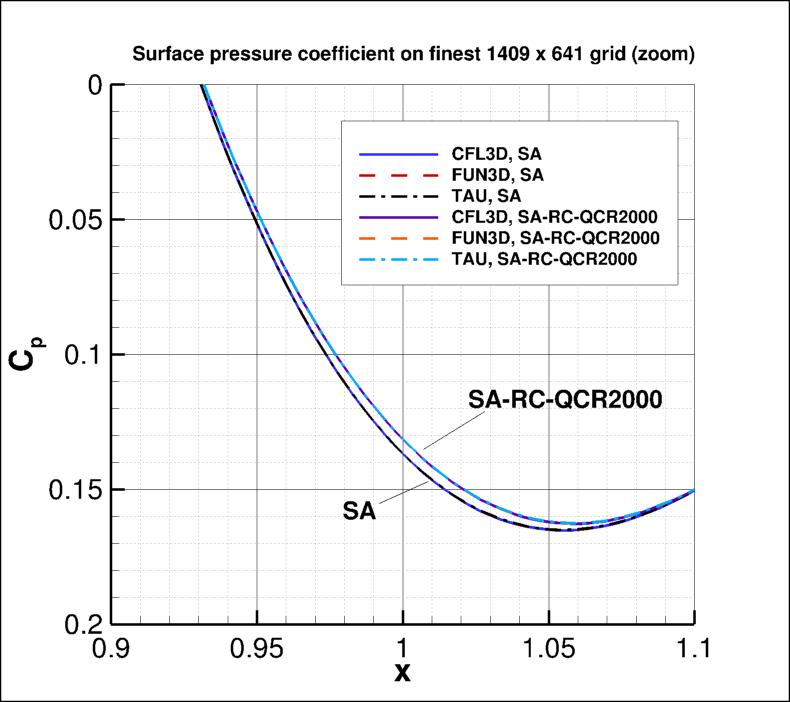 Surface pressure coefficient on finest 1409 x 641 grid (zoom)
0
0.05
0.1
0.15
0.2
Cp
CFL3D, SA
FUN3D, SA
TAU, SA
CFL3D, SA-RC-QCR2000
FUN3D, SA-RC-QCR2000
TAU, SA-RC-QCR2000
SA-RC-QCR2000
SA
0.9 0.95 1 1.05 1.1
x